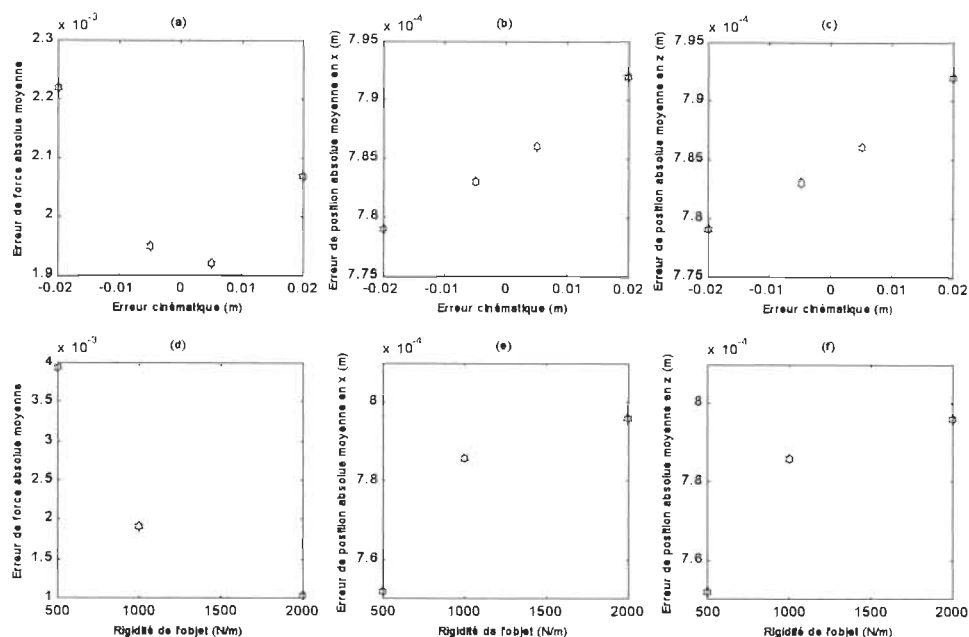 (a)
x 10⁻³
Erreur de force absolue moyenne
2.3
2.2
2.1
2
1.9
-0.02 -0.01 0 0.01 0.02
Erreur cinématique (m)
(b)
x 10⁻⁴
Erreur de position absolue moyenne en x (m)
7.95
7.9
7.85
7.8
7.75
-0.02 -0.01 0 0.01 0.02
Erreur cinématique (m)
(c)
x 10⁻⁴
Erreur de position absolue moyenne en z (m)
7.95
7.9
7.85
7.8
7.75
-0.02 -0.01 0 0.01 0.02
Erreur cinématique (m)
(d)
x 10⁻³
Erreur de force absolue moyenne
4
3.5
3
2.5
2
1.5
1
500 1000 1500 2000
Rigidité de l'objet (N/m)
(e)
x 10⁻⁴
Erreur de position absolue moyenne en x (m)
8
7.8
7.6
500 1000 1500 2000
Rigidité de l'objet (N/m)
(f)
x 10⁻⁴
Erreur de position absolue moyenne en z (m)
8
7.8
7.6
500 1000 1500 2000
Rigidité de l'objet (N/m)